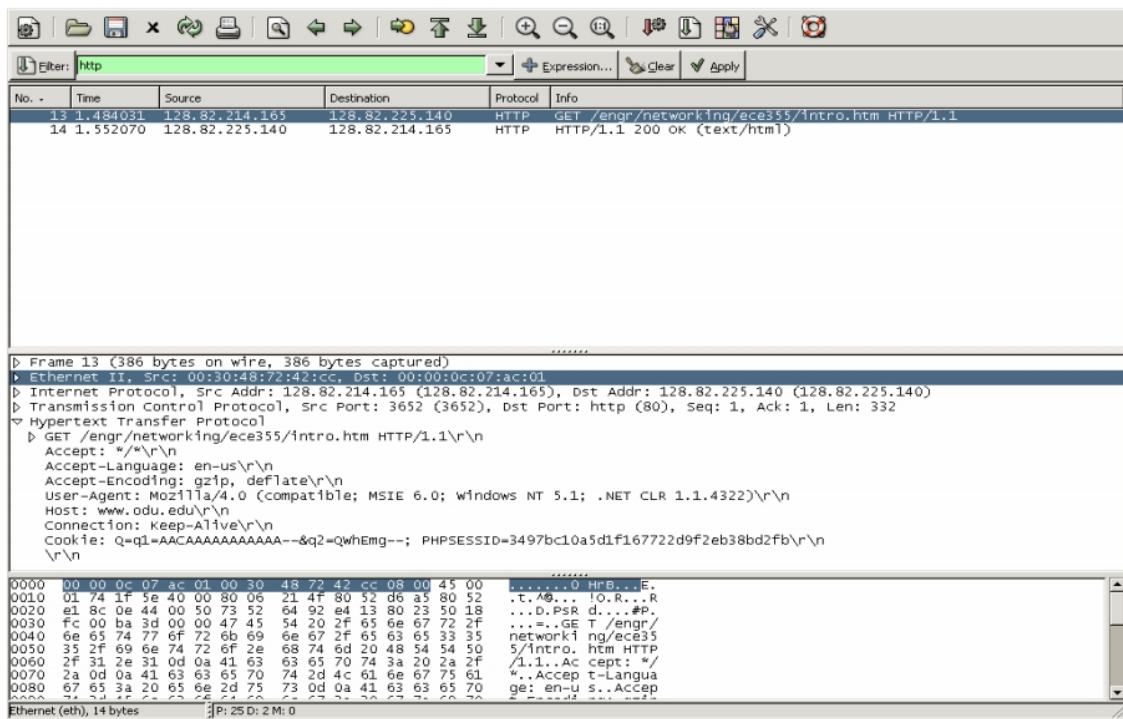 Filter: http Expression... Clear Apply
No. - Time Source Destination Protocol Info
13 1.484031 128.82.214.165 128.82.225.140 HTTP GET /engr/networking/ece355/intro.htm HTTP/1.1
14 1.552070 128.82.225.140 128.82.214.165 HTTP HTTP/1.1 200 OK (text/html)
Frame 13 (386 bytes on wire, 386 bytes captured)
Ethernet II, Src: 00:30:48:72:42:cc, Dst: 00:00:0c:07:ac:01
Internet Protocol, Src Addr: 128.82.214.165 (128.82.214.165), Dst Addr: 128.82.225.140 (128.82.225.140)
Transmission Control Protocol, Src Port: 3652 (3652), Dst Port: http (80), Seq: 1, Ack: 1, Len: 332
Hypertext Transfer Protocol
GET /engr/networking/ece355/intro.htm HTTP/1.1\r\n
Accept: */*\r\n
Accept-Language: en-us\r\n
Accept-Encoding: gzip, deflate\r\n
User-Agent: Mozilla/4.0 (compatible; MSIE 6.0; Windows NT 5.1; .NET CLR 1.1.4322)\r\n
Host: www.odu.edu\r\n
Connection: Keep-Alive\r\n
Cookie: Q=q1=AACAAAAAAAAAAA--&q2=QWhEmg--; PHPSESSID=3497bc10a5d1f167722d9f2eb38bd2fb\r\n
\r\n
0000 00 00 0c 07 ac 01 00 30 48 72 42 cc 08 00 45 00 .......0 HrB...E.
0010 01 74 1f 5e 40 00 80 06 21 4f 80 52 d6 a5 80 52 .t.^@... !O.R...R
0020 e1 8c 0e 44 00 50 73 52 64 92 e4 13 80 23 50 18 ...D.PsR d....#P.
0030 fc 00 ba 3d 00 00 47 45 54 20 2f 65 6e 67 72 2f ...=..GE T /engr/
0040 6e 65 74 77 6f 72 6b 69 6e 67 2f 65 63 65 33 35 networki ng/ece35
0050 35 2f 69 6e 74 72 6f 2e 68 74 6d 20 48 54 54 50 5/intro. htm HTTP
0060 2f 31 2e 31 0d 0a 41 63 63 65 70 74 3a 20 2a 2f /1.1..Ac cept: */
0070 2a 0d 0a 41 63 63 65 70 74 2d 4c 61 6e 67 75 61 *..Accep t-Langua
0080 67 65 3a 20 65 6e 2d 75 73 0d 0a 41 63 63 65 70 ge: en-u s..Accep
Ethernet (eth), 14 bytes P: 25 D: 2 M: 0